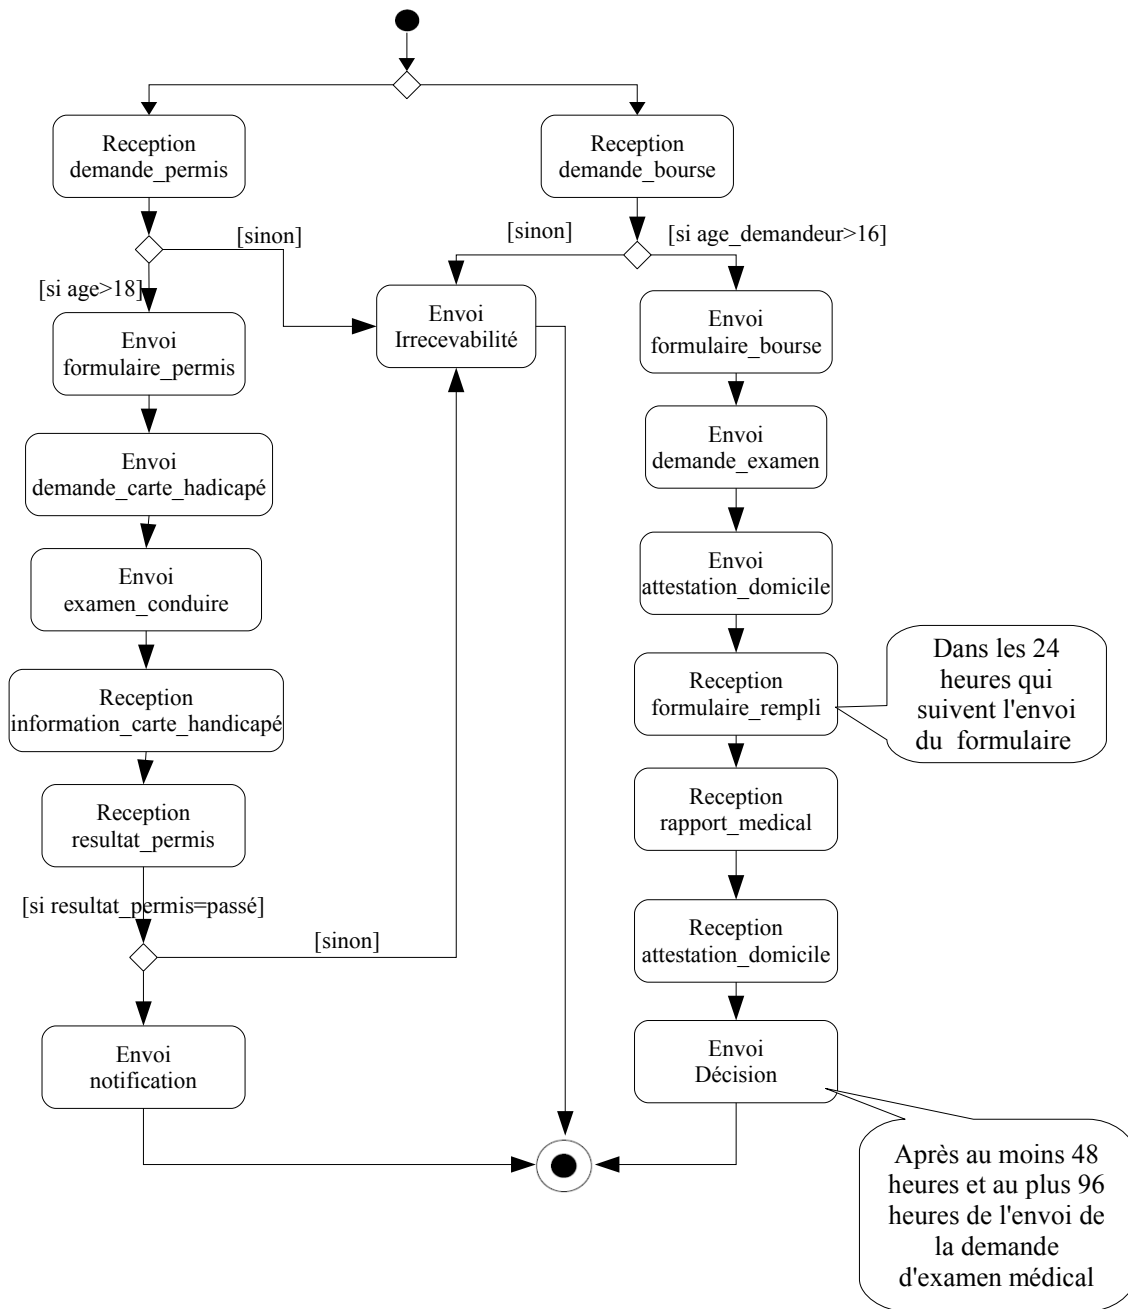 Reception
demande_permis
Reception
demande_bourse
[sinon]
[sinon]
[si age_demandeur>16]
[si age>18]
Envoi
formulaire_permis
Envoi
Irrecevabilité
Envoi
formulaire_bourse
Envoi
demande_carte_hadicapé
Envoi
demande_examen
Envoi
examen_conduire
Envoi
attestation_domicile
Reception
information_carte_handicapé
Reception
formulaire_rempli
Dans les 24
heures qui
suivent l'envoi
du formulaire
Reception
resultat_permis
Reception
rapport_medical
[si resultat_permis=passé]
[sinon]
Reception
attestation_domicile
Envoi
notification
Envoi
Décision
Après au moins 48
heures et au plus 96
heures de l'envoi de
la demande
d'examen médical